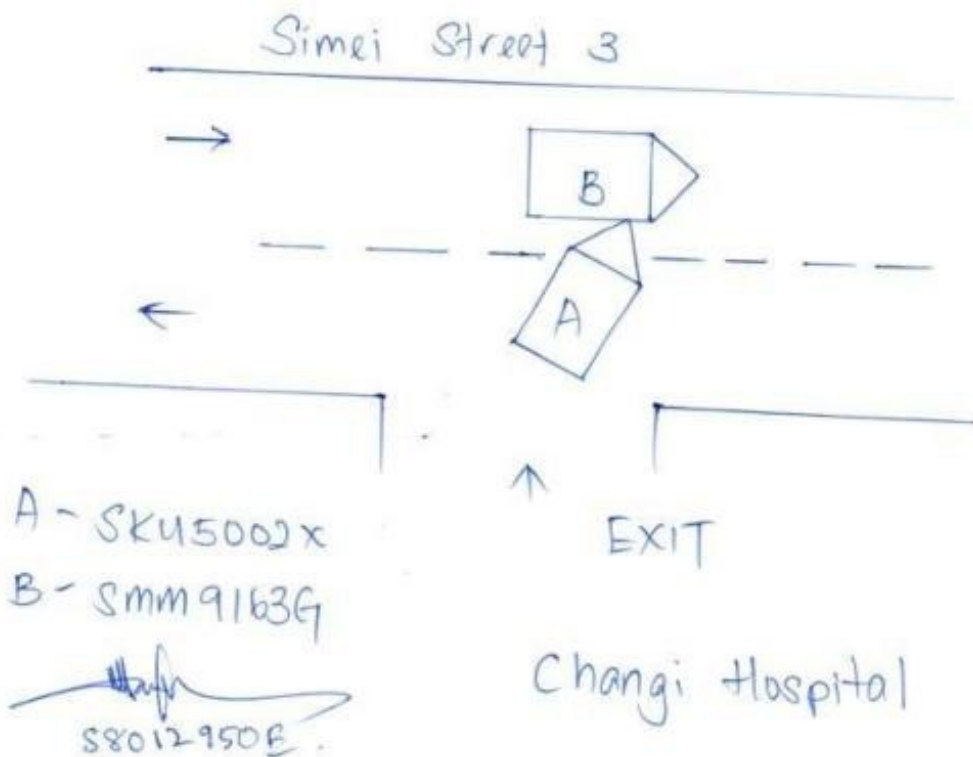 Simei Street 3
B
A
A - SKU5002X
EXIT
B - SMM9163G
Changi Hospital
S8012950E.